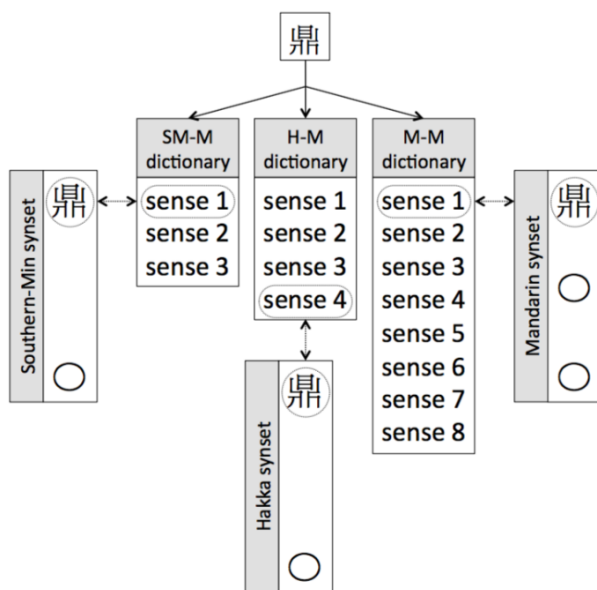 鼎
SM-M
dictionary
sense 1
sense 2
sense 3
H-M
dictionary
sense 1
sense 2
sense 3
sense 4
M-M
dictionary
sense 1
sense 2
sense 3
sense 4
sense 5
sense 6
sense 7
sense 8
Southern-Min synset
鼎
Hakka synset
鼎
Mandarin synset
鼎